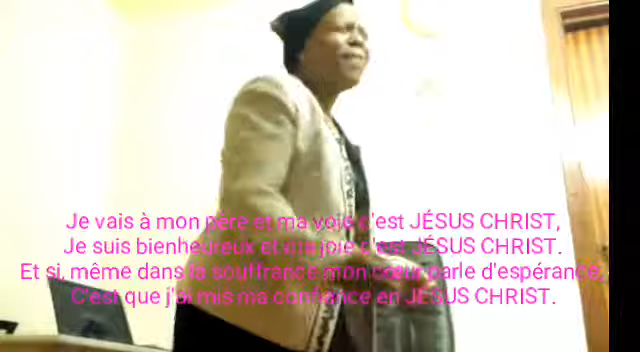 Je vais à mon père et ma voie c'est JÉSUS CHRIST,
Je suis bienheureux et ma joie c'est JÉSUS CHRIST.
Et si, même dans la souffrance mon cœur parle d'espérance,
C'est que j'ai mis ma confiance en JÉSUS CHRIST.